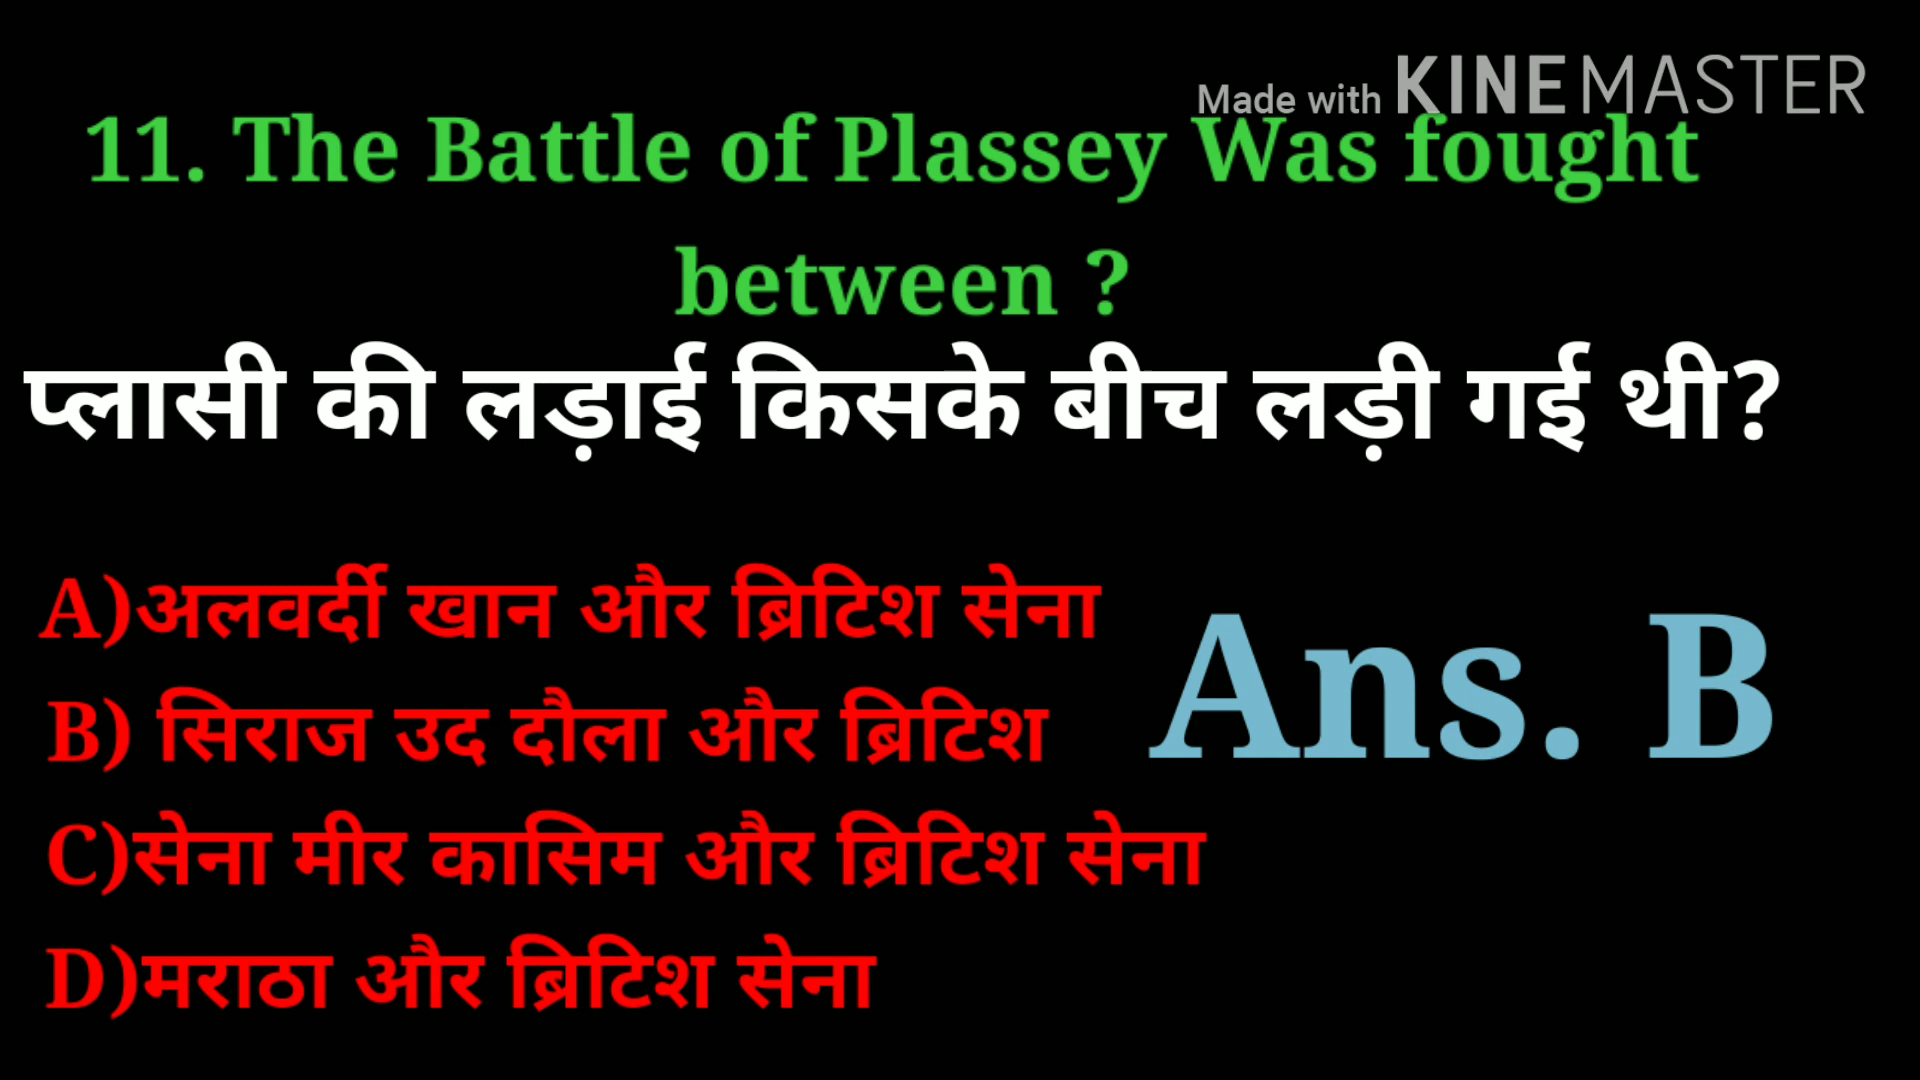 Made with KINEMASTER
11. The Battle of Plassey Was fought
between ?
प्लासी की लड़ाई किसके बीच लड़ी गई थी?
A)अलवर्दी खान और ब्रिटिश सेना
B) सिराज उद दौला और ब्रिटिश
Ans. B
C)सेना मीर कासिम और ब्रिटिश सेना
D)मराठा और ब्रिटिश सेना